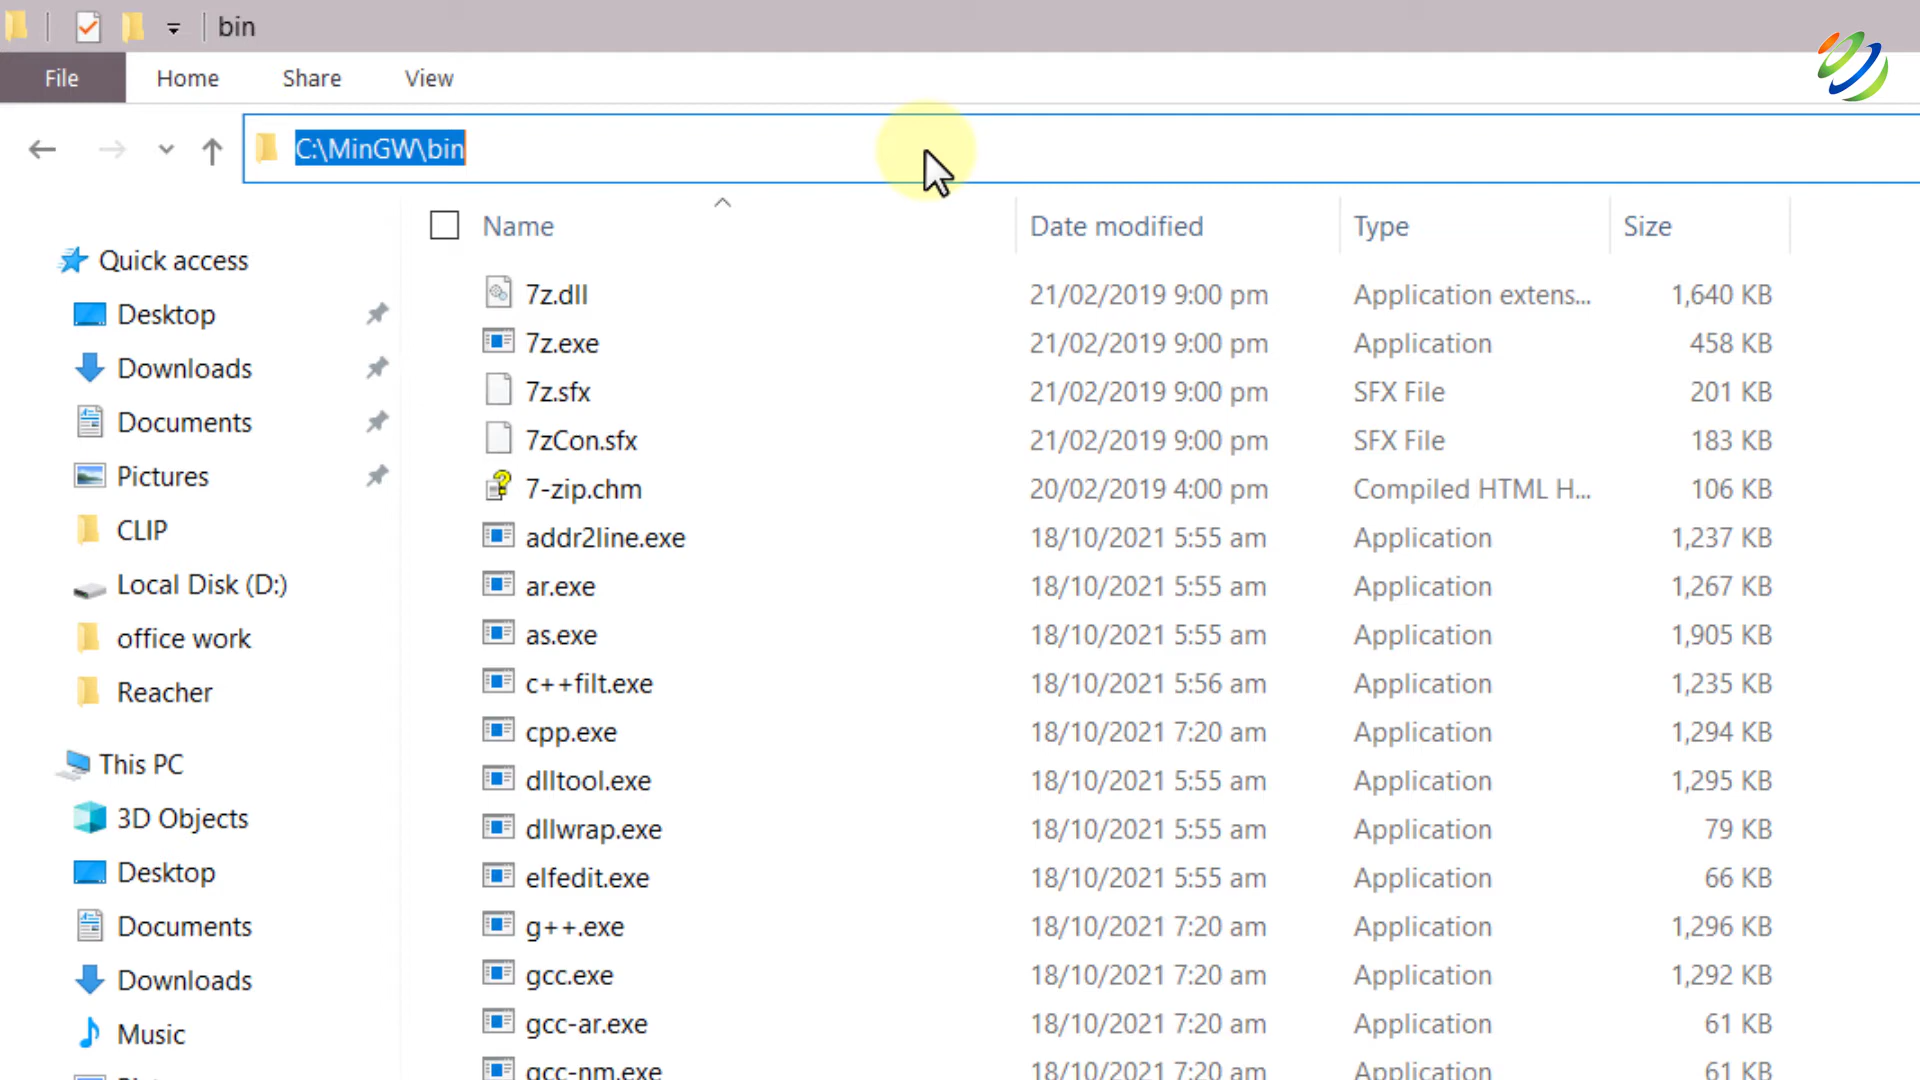 bin
File Home Share View
C:\MinGW\bin
Name Date modified Type Size
Quick access
Desktop
Downloads
Documents
Pictures
CLIP
Local Disk (D:)
office work
Reacher
This PC
3D Objects
Desktop
Documents
Downloads
Music
7z.dll 21/02/2019 9:00 pm Application extens... 1,640 KB
7z.exe 21/02/2019 9:00 pm Application 458 KB
7z.sfx 21/02/2019 9:00 pm SFX File 201 KB
7zCon.sfx 21/02/2019 9:00 pm SFX File 183 KB
7-zip.chm 20/02/2019 4:00 pm Compiled HTML H... 106 KB
addr2line.exe 18/10/2021 5:55 am Application 1,237 KB
ar.exe 18/10/2021 5:55 am Application 1,267 KB
as.exe 18/10/2021 5:55 am Application 1,905 KB
c++filt.exe 18/10/2021 5:56 am Application 1,235 KB
cpp.exe 18/10/2021 7:20 am Application 1,294 KB
dlltool.exe 18/10/2021 5:55 am Application 1,295 KB
dllwrap.exe 18/10/2021 5:55 am Application 79 KB
elfedit.exe 18/10/2021 5:55 am Application 66 KB
g++.exe 18/10/2021 7:20 am Application 1,296 KB
gcc.exe 18/10/2021 7:20 am Application 1,292 KB
gcc-ar.exe 18/10/2021 7:20 am Application 61 KB
gcc-nm.exe 18/10/2021 7:20 am Application 61 KB